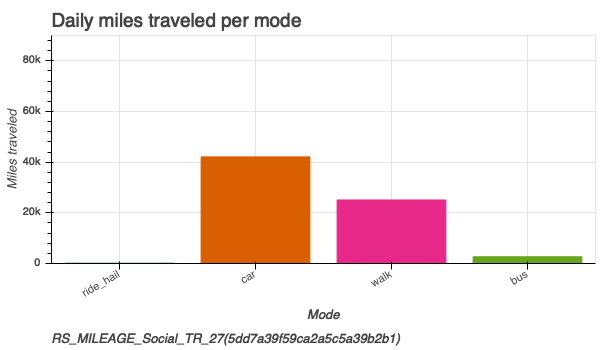 Daily miles traveled per mode
Miles traveled
80k
60k
40k
20k
0
ride_hail
car
walk
bus
Mode
RS_MILEAGE_Social_TR_27(5dd7a39f59ca2a5c5a39b2b1)